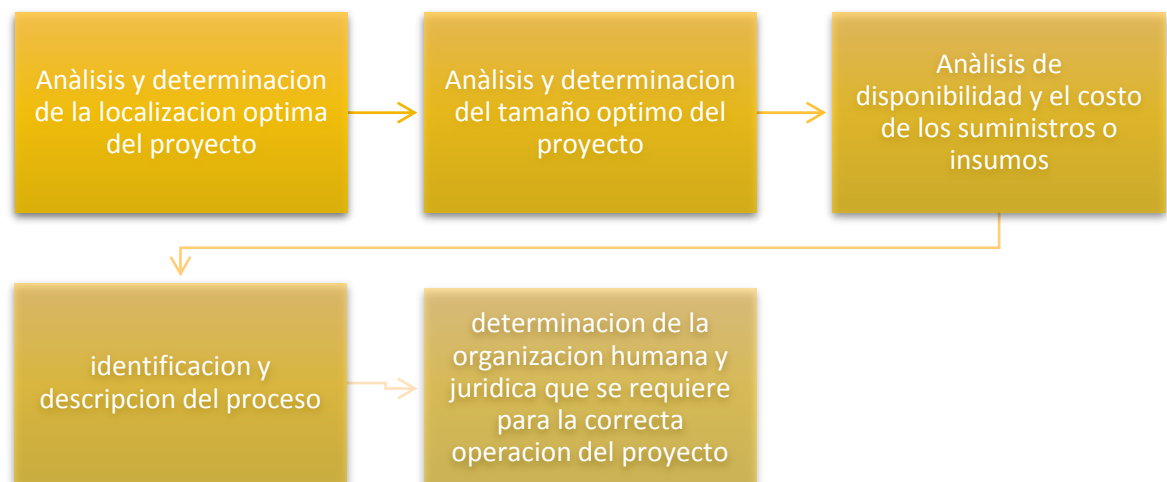 Anàlisis y determinacion
de la localizacion optima
del proyecto
Anàlisis y determinacion
del tamaño optimo del
proyecto
Anàlisis de
disponibilidad y el costo
de los suministros o
insumos
identificacion y
descripcion del proceso
determinacion de la
organizacion humana y
juridica que se requiere
para la correcta
operacion del proyecto